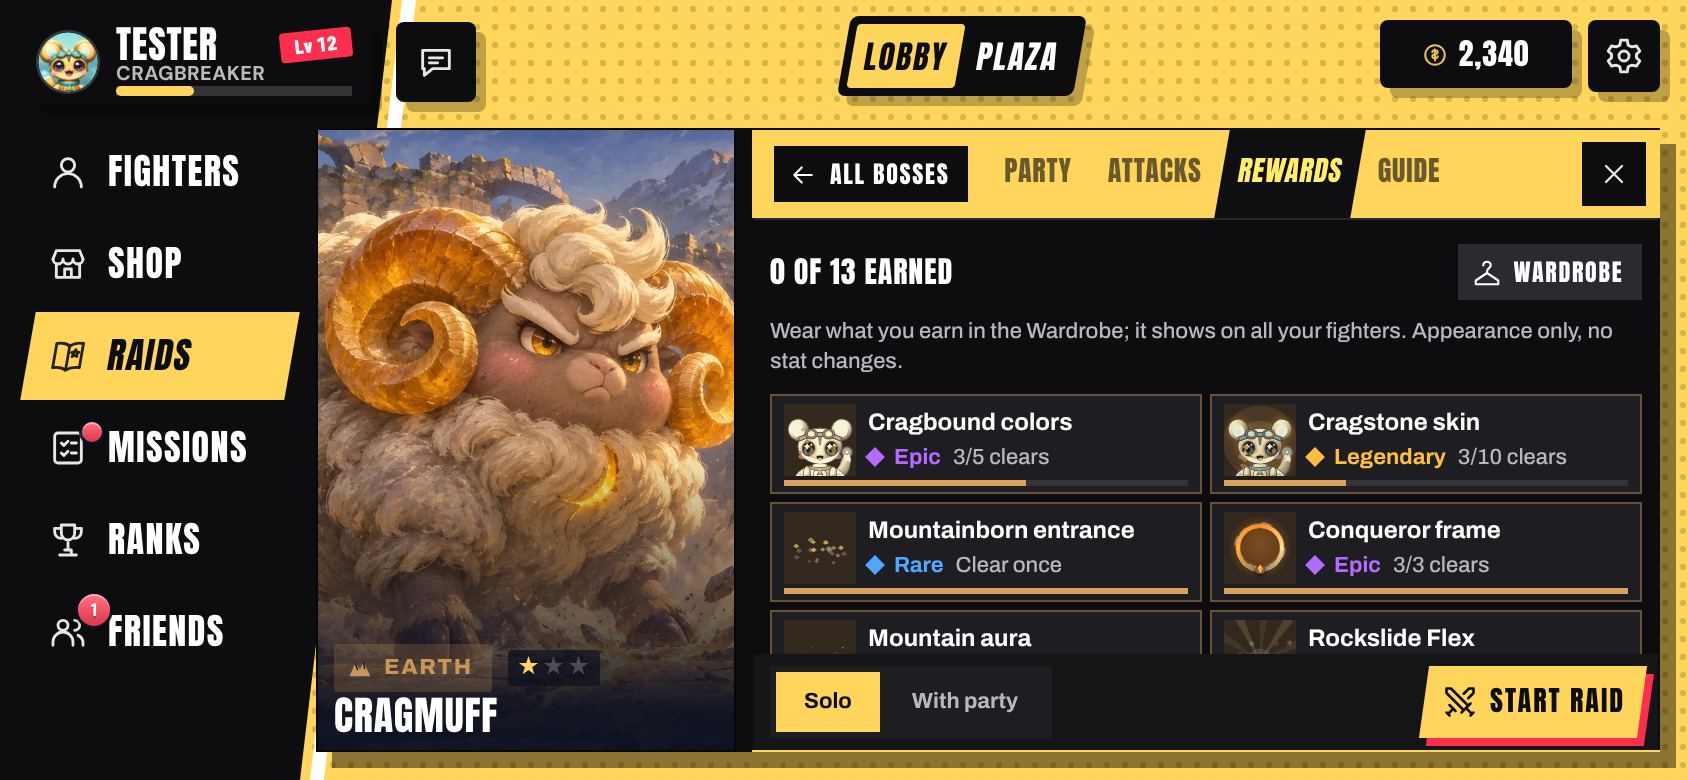 TESTER
Lv 12
CRAGBREAKER
LOBBY
PLAZA
2,340
FIGHTERS
SHOP
RAIDS
MISSIONS
RANKS
1
FRIENDS
EARTH
CRAGMUFF
ALL BOSSES
PARTY
ATTACKS
REWARDS
GUIDE
0 OF 13 EARNED
WARDROBE
Wear what you earn in the Wardrobe; it shows on all your fighters. Appearance only, no
stat changes.
Cragbound colors
Epic 3/5 clears
Cragstone skin
Legendary 3/10 clears
Mountainborn entrance
Rare Clear once
Conqueror frame
Epic 3/3 clears
Mountain aura
Rockslide Flex
Solo
With party
START RAID